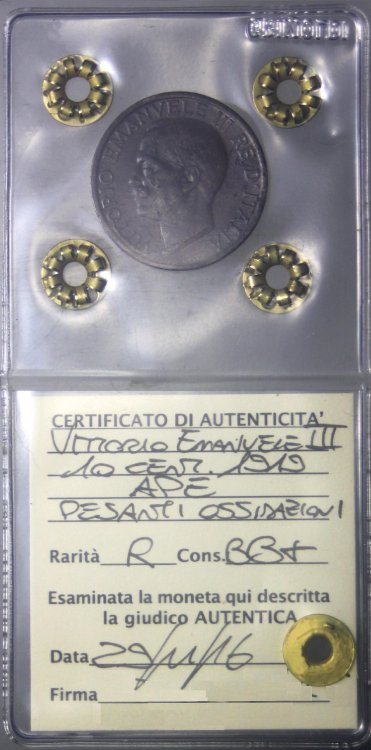 VITTORIO EMANVELE III RE D'ITALIA
CERTIFICATO DI AUTENTICITA'
VITTORIO EMANUELE III
10 CENT. 1919
APE
PESANTI OSSIDAZIONI
Rarità R Cons. BB+
Esaminata la moneta qui descritta
la giudico AUTENTICA
Data 29/11/16
Firma